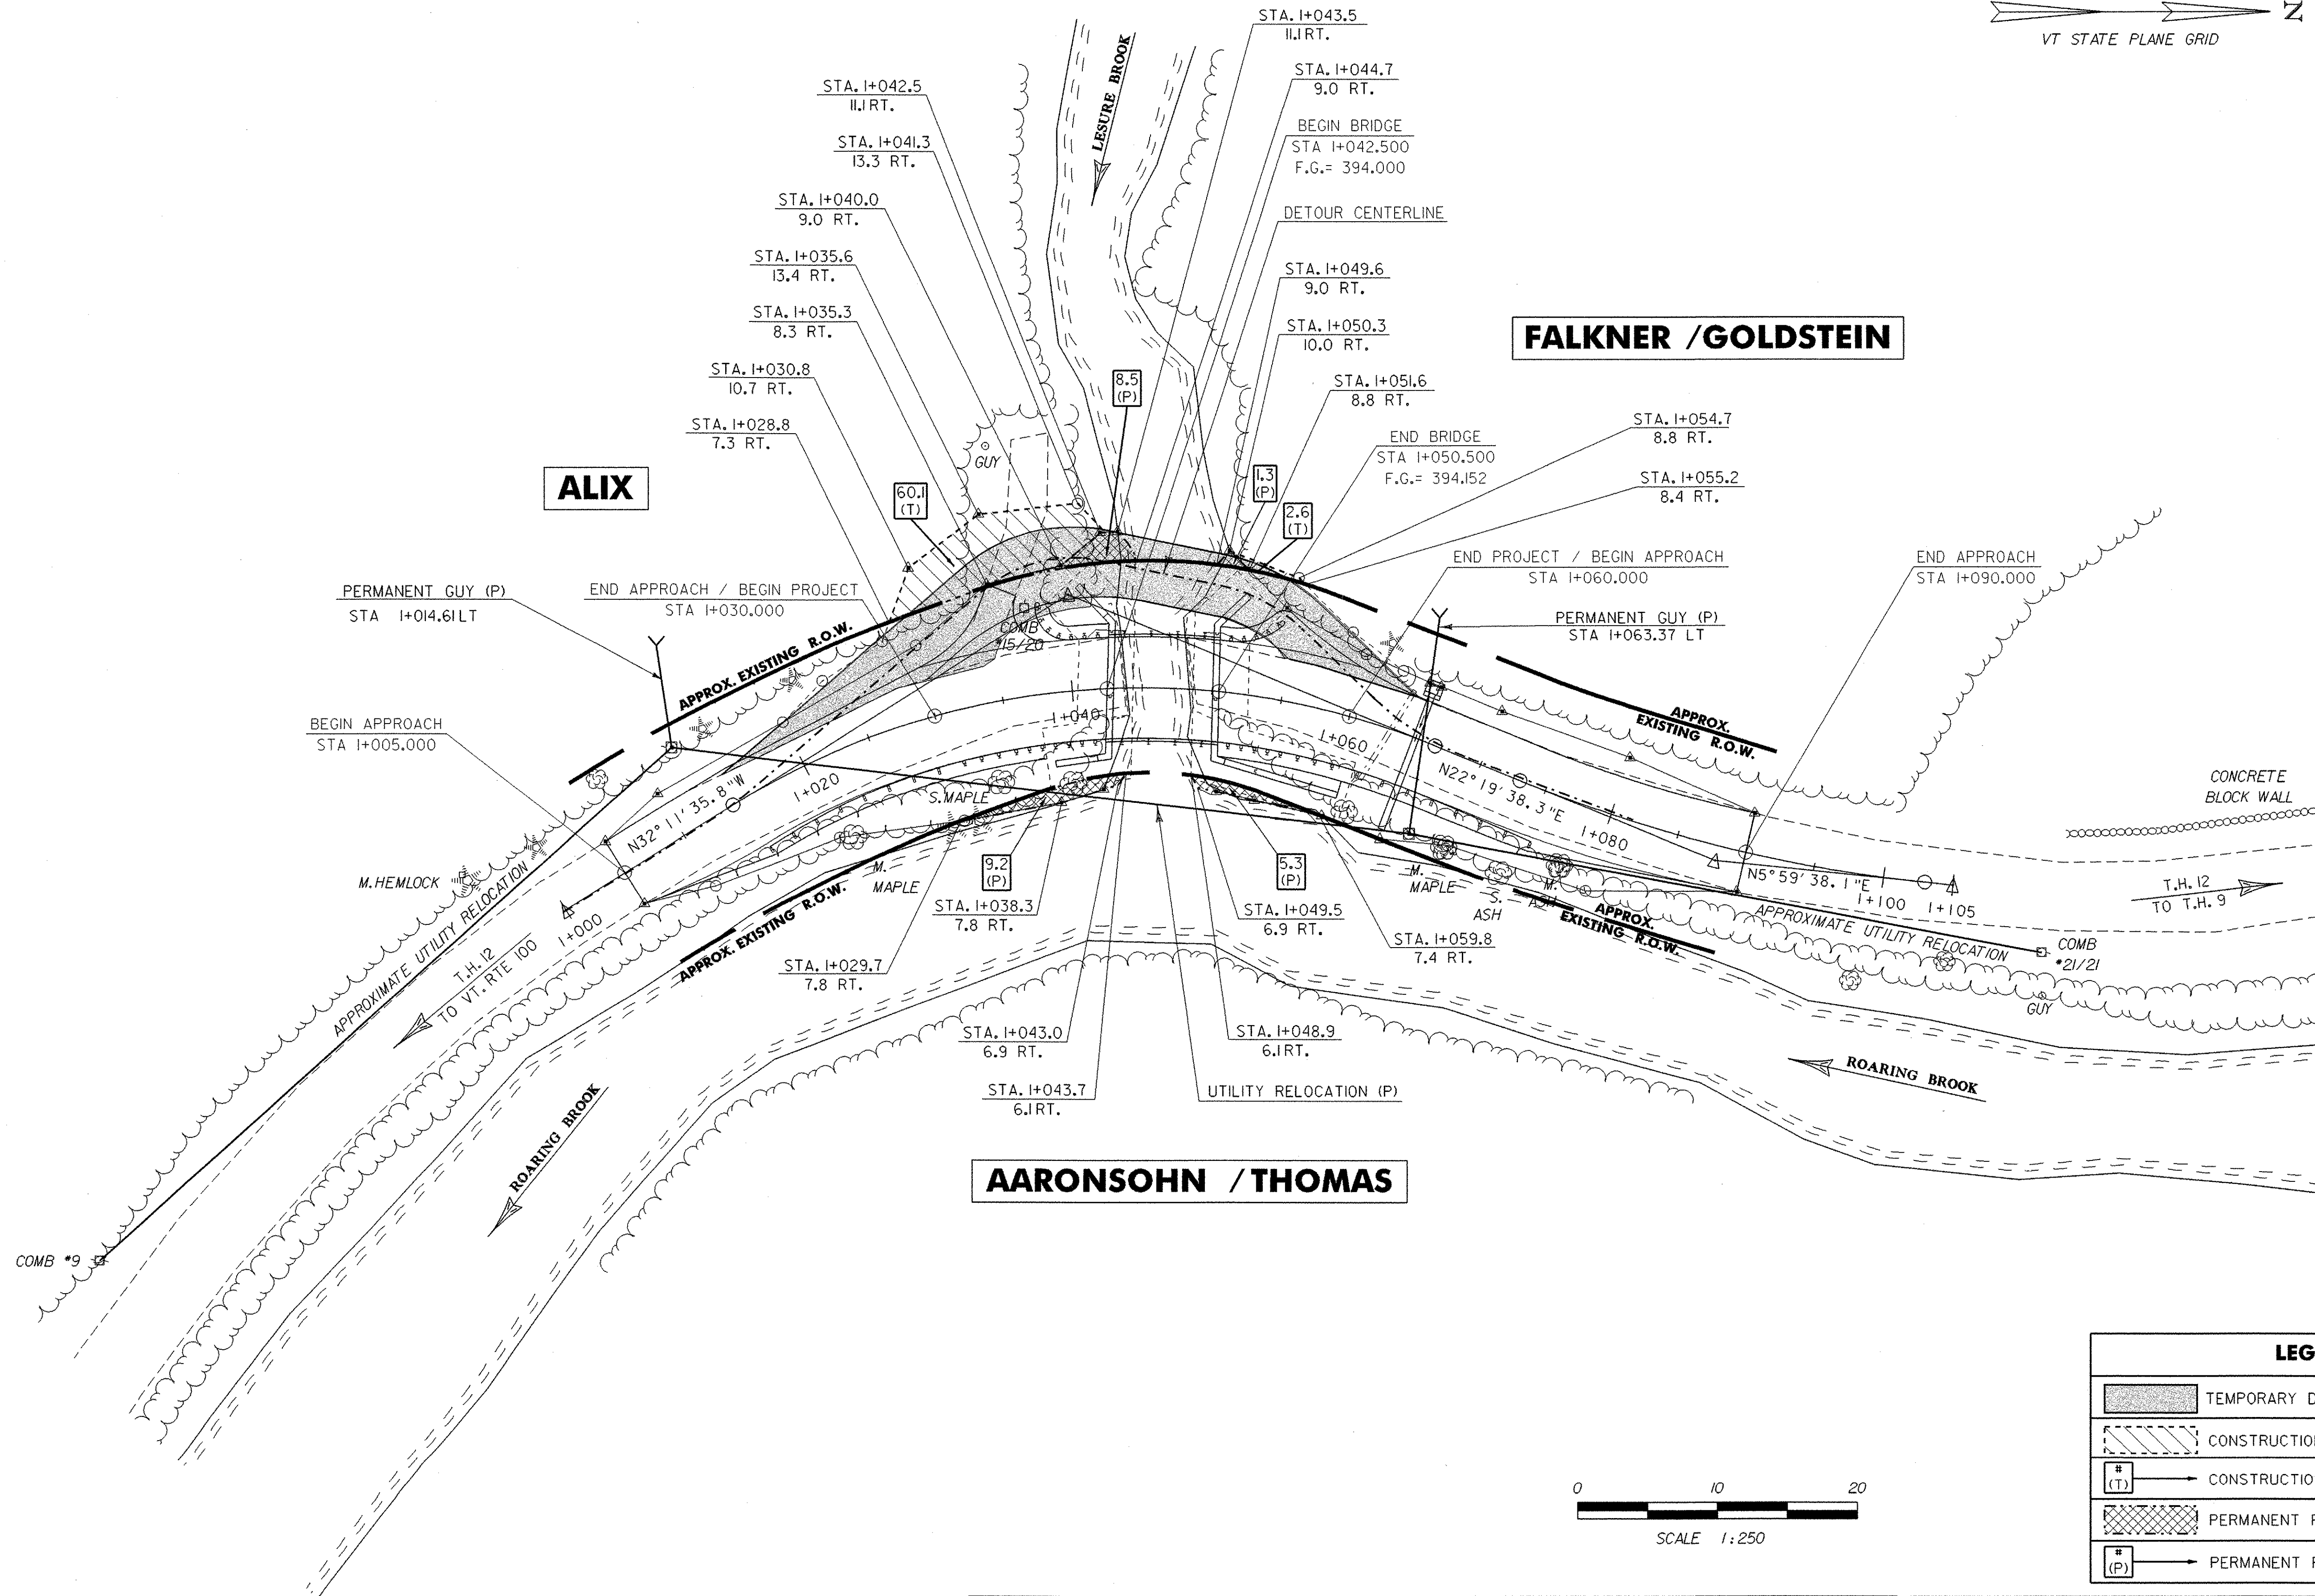 N
VT STATE PLANE GRID
LESURE BROOK
STA. 1+043.5
11.1 RT.
STA. 1+044.7
9.0 RT.
BEGIN BRIDGE
STA 1+042.500
F.G.= 394.000
DETOUR CENTERLINE
STA. 1+049.6
9.0 RT.
STA. 1+050.3
10.0 RT.
STA. 1+051.6
8.8 RT.
END BRIDGE
STA 1+050.500
F.G.= 394.152
STA. 1+054.7
8.8 RT.
STA. 1+055.2
8.4 RT.
STA. 1+042.5
11.1 RT.
STA. 1+041.3
13.3 RT.
STA. 1+040.0
9.0 RT.
STA. 1+035.6
13.4 RT.
STA. 1+035.3
8.3 RT.
STA. 1+030.8
10.7 RT.
STA. 1+028.8
7.3 RT.
FALKNER / GOLDSTEIN
ALIX
GUY
8.5
(P)
60.1
(T)
1.3
(P)
2.6
(T)
PERMANENT GUY (P)
STA 1+014.61 LT
END APPROACH / BEGIN PROJECT
STA 1+030.000
END PROJECT / BEGIN APPROACH
STA 1+060.000
END APPROACH
STA 1+090.000
PERMANENT GUY (P)
STA 1+063.37 LT
COMB
15/20
APPROX. EXISTING R.O.W.
APPROX.
EXISTING R.O.W.
BEGIN APPROACH
STA 1+005.000
N32° 11' 35.8"W
1+000
1+020
1+040
1+060
N22° 19' 38.3"E
1+080
N5° 59' 38.1"E
1+100
1+105
CONCRETE
BLOCK WALL
T.H. 12
TO T.H. 9
M. HEMLOCK
S. MAPLE
M.
MAPLE
M.
MAPLE
S.
ASH
M.
ASH
9.2
(P)
5.3
(P)
APPROXIMATE UTILITY RELOCATION
T.H. 12
TO VT. RTE 100
APPROX. EXISTING R.O.W.
APPROX.
EXISTING R.O.W.
APPROXIMATE UTILITY RELOCATION
COMB
#21/21
GUY
STA. 1+038.3
7.8 RT.
STA. 1+029.7
7.8 RT.
STA. 1+049.5
6.9 RT.
STA. 1+059.8
7.4 RT.
STA. 1+043.0
6.9 RT.
STA. 1+048.9
6.1 RT.
STA. 1+043.7
6.1 RT.
UTILITY RELOCATION (P)
ROARING BROOK
ROARING BROOK
AARONSOHN / THOMAS
COMB #9
0 10 20
SCALE 1:250
LEG
TEMPORARY D
CONSTRUCTION
#
(T)
CONSTRUCTIO
PERMANENT
#
(P)
PERMANENT